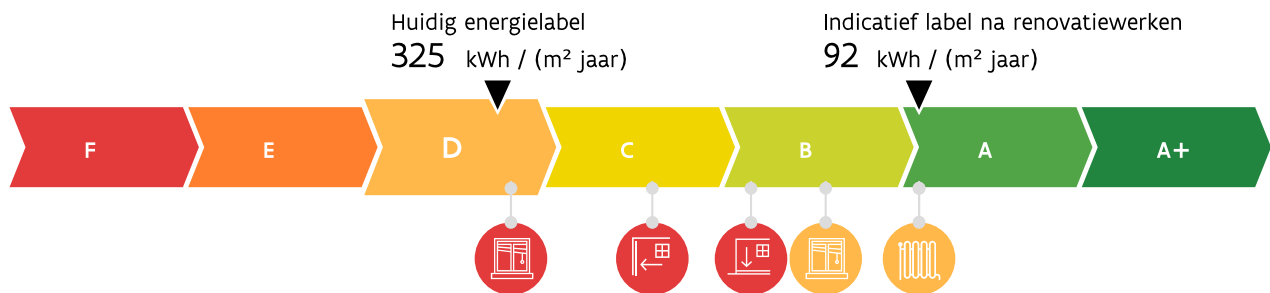 Huidig energielabel
325 kWh / (m² jaar)
Indicatief label na renovatiewerken
92 kWh / (m² jaar)
F E D C B A A+